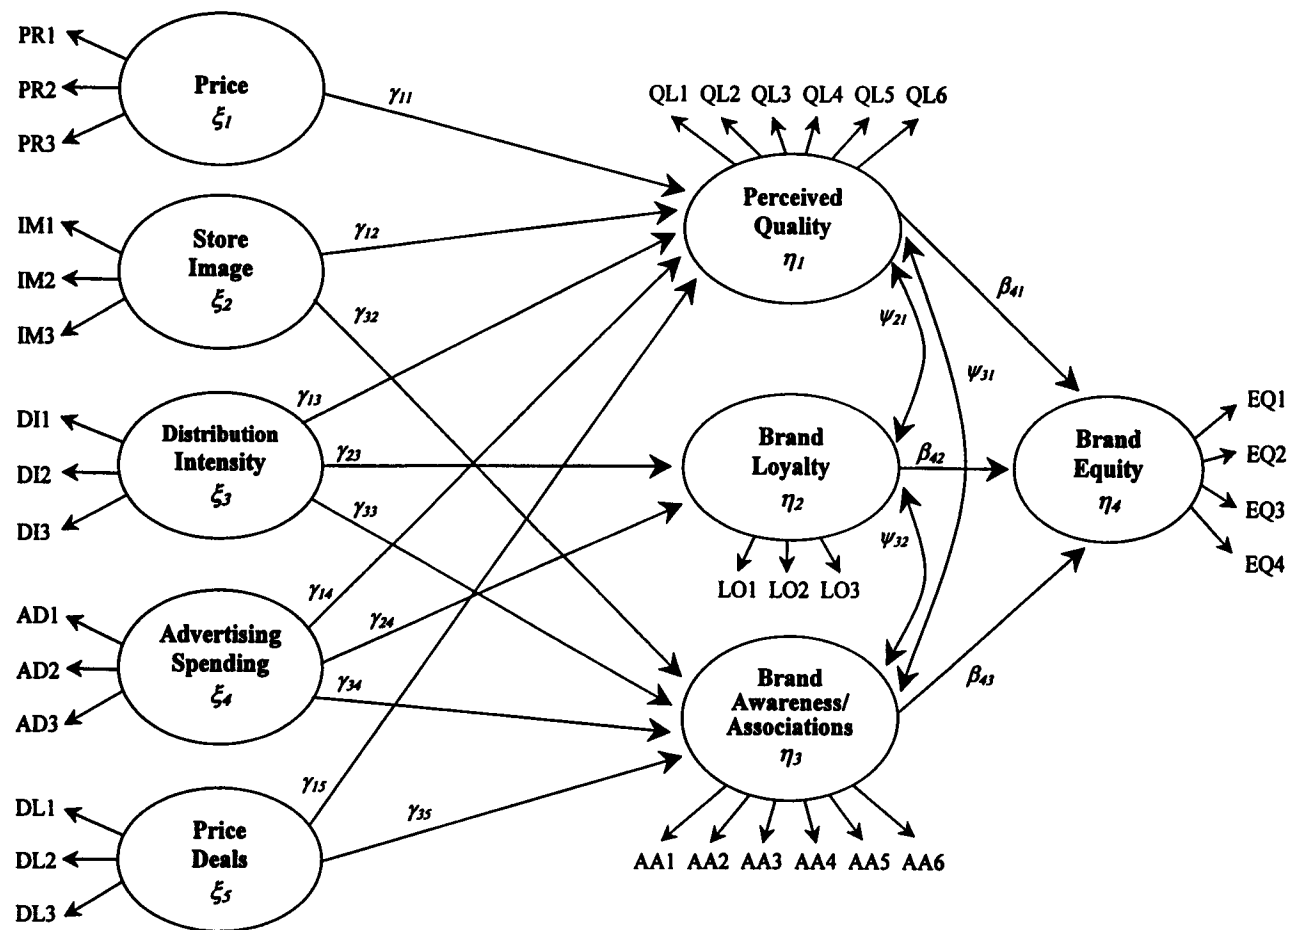 PR1
PR2
PR3
Price
ξ1
γ11
QL1 QL2 QL3 QL4 QL5 QL6
Perceived
Quality
η1
IM1
IM2
IM3
Store
Image
ξ2
γ12
γ32
β41
ψ21
ψ31
DI1
DI2
DI3
Distribution
Intensity
ξ3
γ13
γ23
γ33
Brand
Loyalty
η2
β42
ψ32
LO1 LO2 LO3
Brand
Equity
η4
EQ1
EQ2
EQ3
EQ4
AD1
AD2
AD3
Advertising
Spending
ξ4
γ14
γ24
γ34
Brand
Awareness/
Associations
η3
β43
DL1
DL2
DL3
Price
Deals
ξ5
γ15
γ35
AA1 AA2 AA3 AA4 AA5 AA6